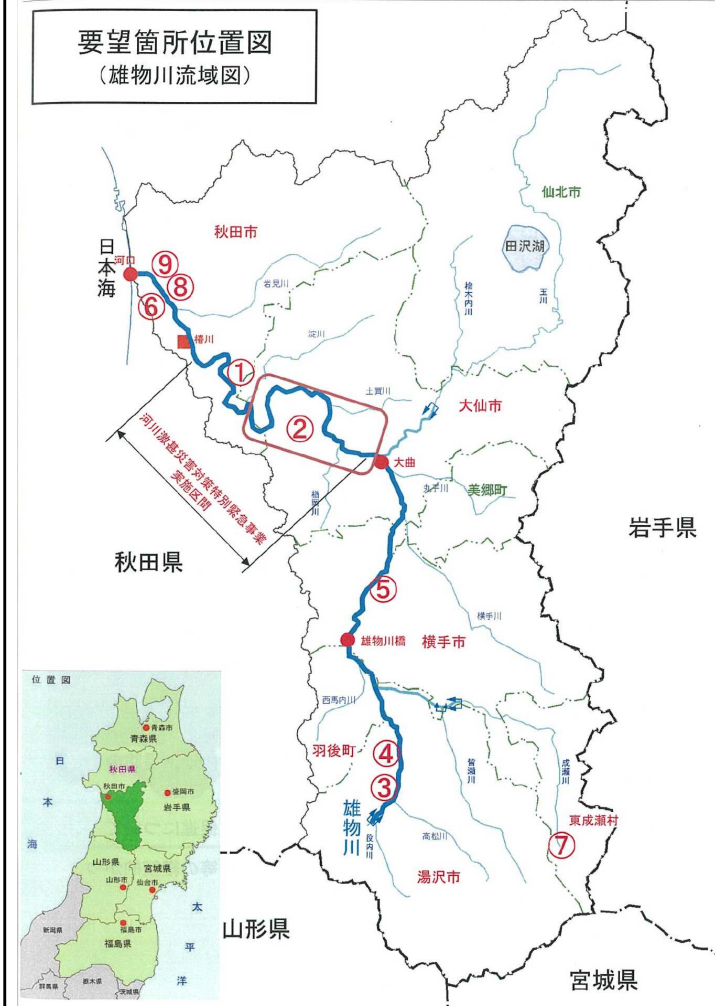 要望箇所位置図
（雄物川流域図）
仙北市
秋田市
田沢湖
日本海
河口
⑨
⑧
⑥
岩見川
桧木内川
玉川
椿川
淀川
①
土買川
大仙市
②
大曲
丸子川
美郷町
楢岡川
河川激甚災害対策特別緊急事業
実施区間
岩手県
秋田県
⑤
横手川
雄物川橋
横手市
西馬内川
羽後町
④
皆瀬川
成瀬川
③
雄物川
役内川
高松川
東成瀬村
⑦
湯沢市
山形県
宮城県
位置図
青森市
青森県
日本海
秋田県
秋田市
盛岡市
岩手県
山形県
宮城県
山形市
仙台市
太平洋
新潟県
福島市
福島県
群馬県
栃木県
茨城県